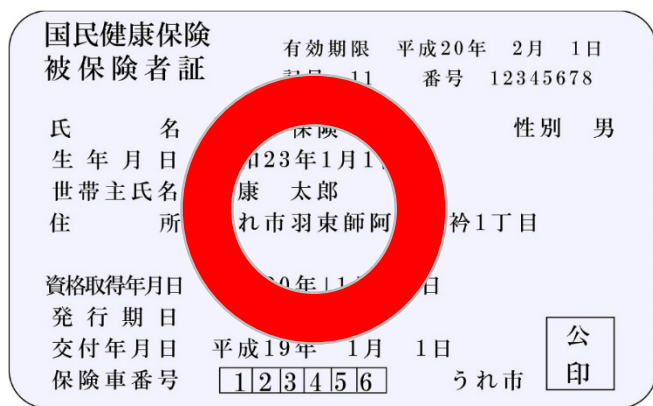 国民健康保険
被保険者証
有効期限 平成20年 2月 1日
11 番号 12345678
氏 名 保険 性別 男
生年月日 和23年1月1
世帯主氏名 康 太郎
住 所 れ市羽束師阿 衿1丁目
資格取得年月日 年 1 日
発行期日
交付年月日 平成19年 1月 1日
保険車番号 123456 うれ市
公印